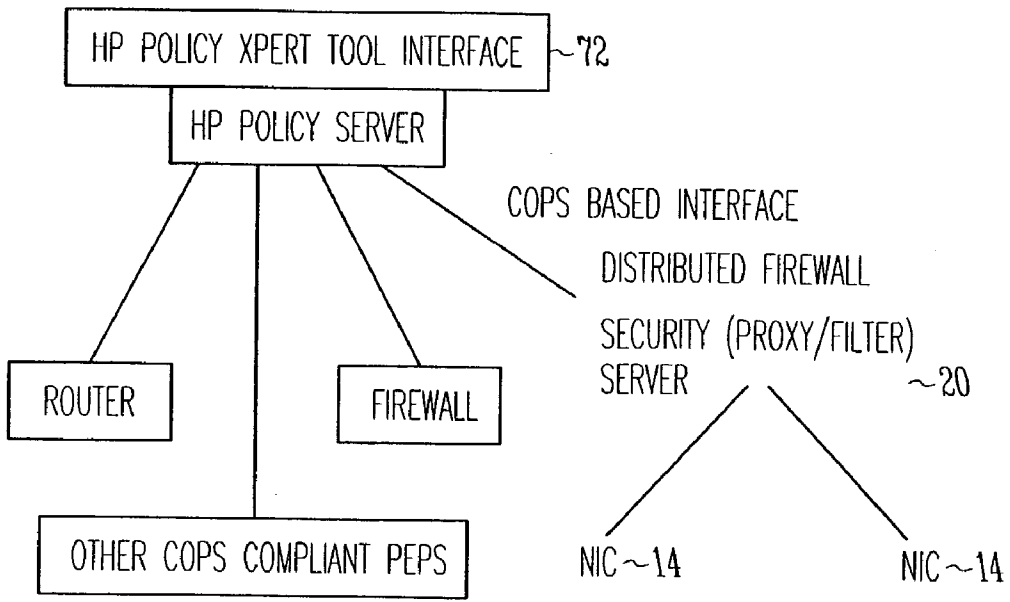 HP POLICY XPERT TOOL INTERFACE ~72
HP POLICY SERVER
COPS BASED INTERFACE
DISTRIBUTED FIREWALL
SECURITY (PROXY/FILTER)
SERVER ~20
ROUTER
FIREWALL
OTHER COPS COMPLIANT PEPS
NIC~14
NIC~14